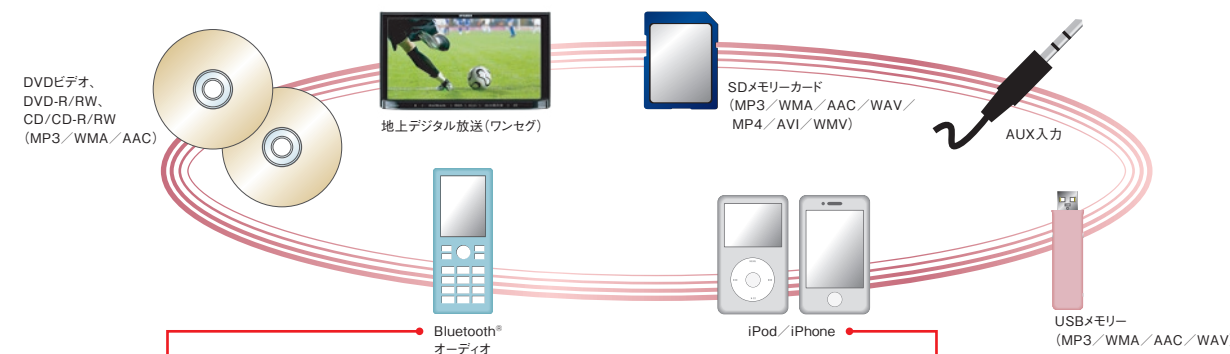 DVDビデオ、
DVD-R/RW、
CD/CD-R/RW
（MP3／WMA／AAC）
地上デジタル放送（ワンセグ）
SDメモリーカード
（MP3／WMA／AAC／WAV／
MP4／AVI／WMV）
AUX入力
Bluetooth®
オーディオ
iPod／iPhone
USBメモリー
（MP3／WMA／AAC／WAV